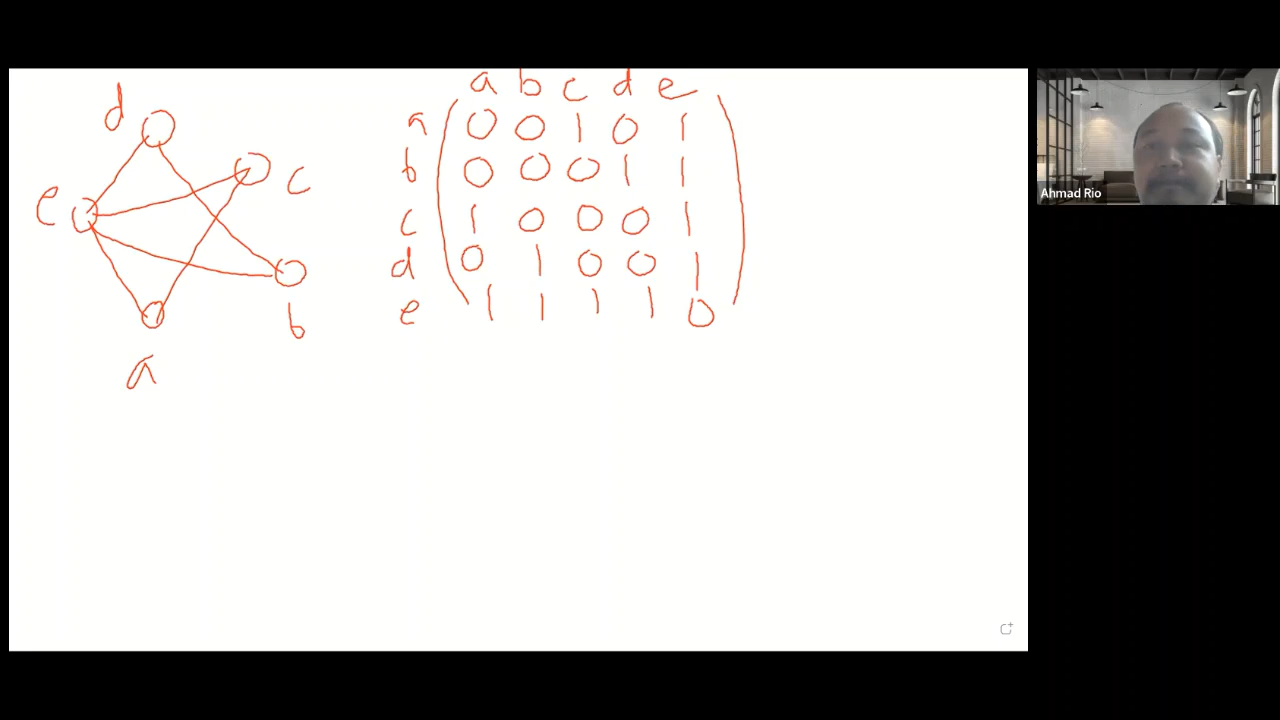 d
c
e
b
a
a b c d e
a 0 0 1 0 1
b 0 0 0 1 1
c 1 0 0 0 1
d 0 1 0 0 1
e 1 1 1 1 0
Ahmad Rio